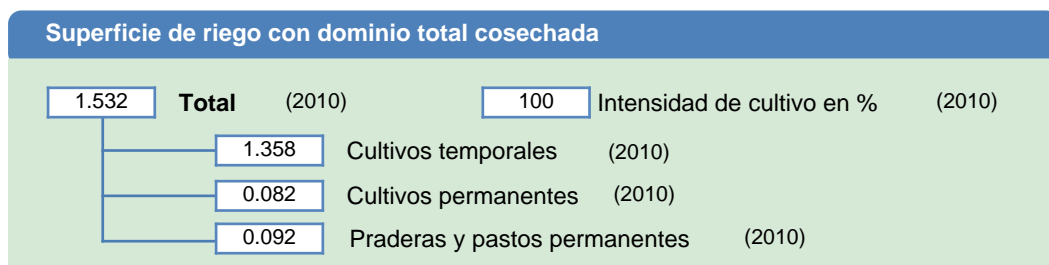 Superficie de riego con dominio total cosechada
1.532 Total (2010) 100 Intensidad de cultivo en % (2010)
1.358 Cultivos temporales (2010)
0.082 Cultivos permanentes (2010)
0.092 Praderas y pastos permanentes (2010)